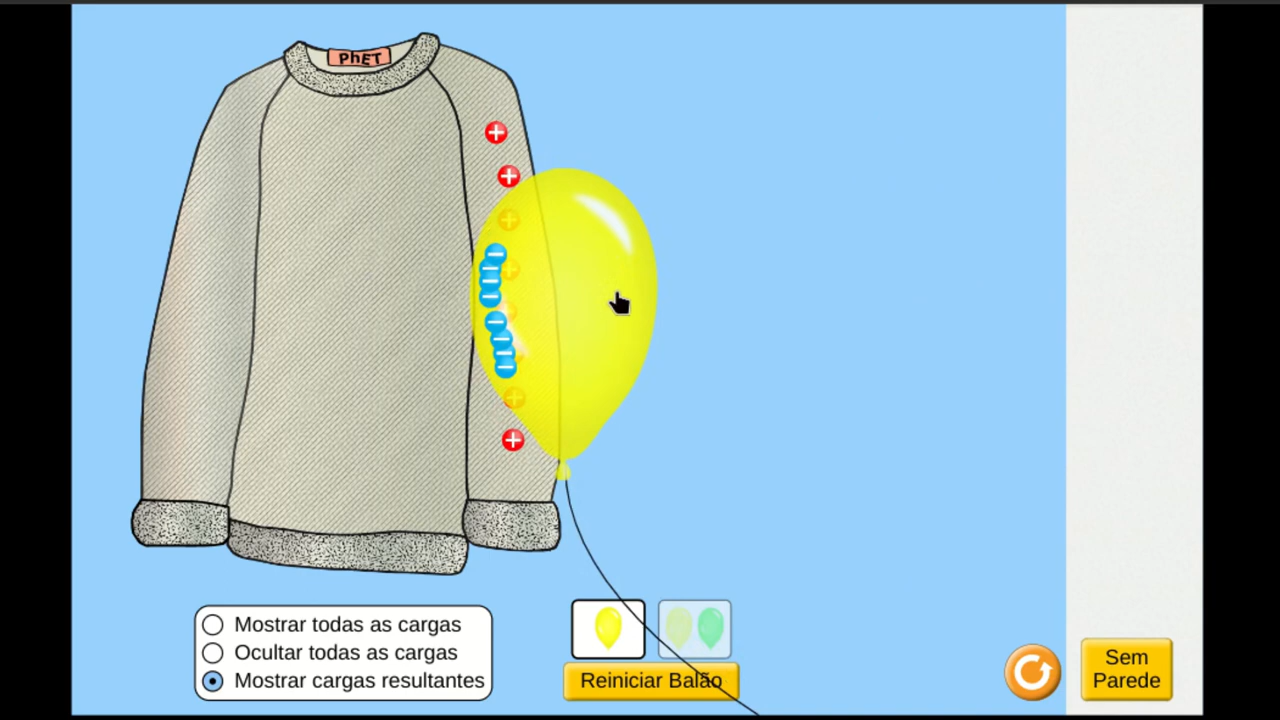 PhET
Mostrar todas as cargas
Ocultar todas as cargas
Mostrar cargas resultantes
Reiniciar Balão
Sem
Parede